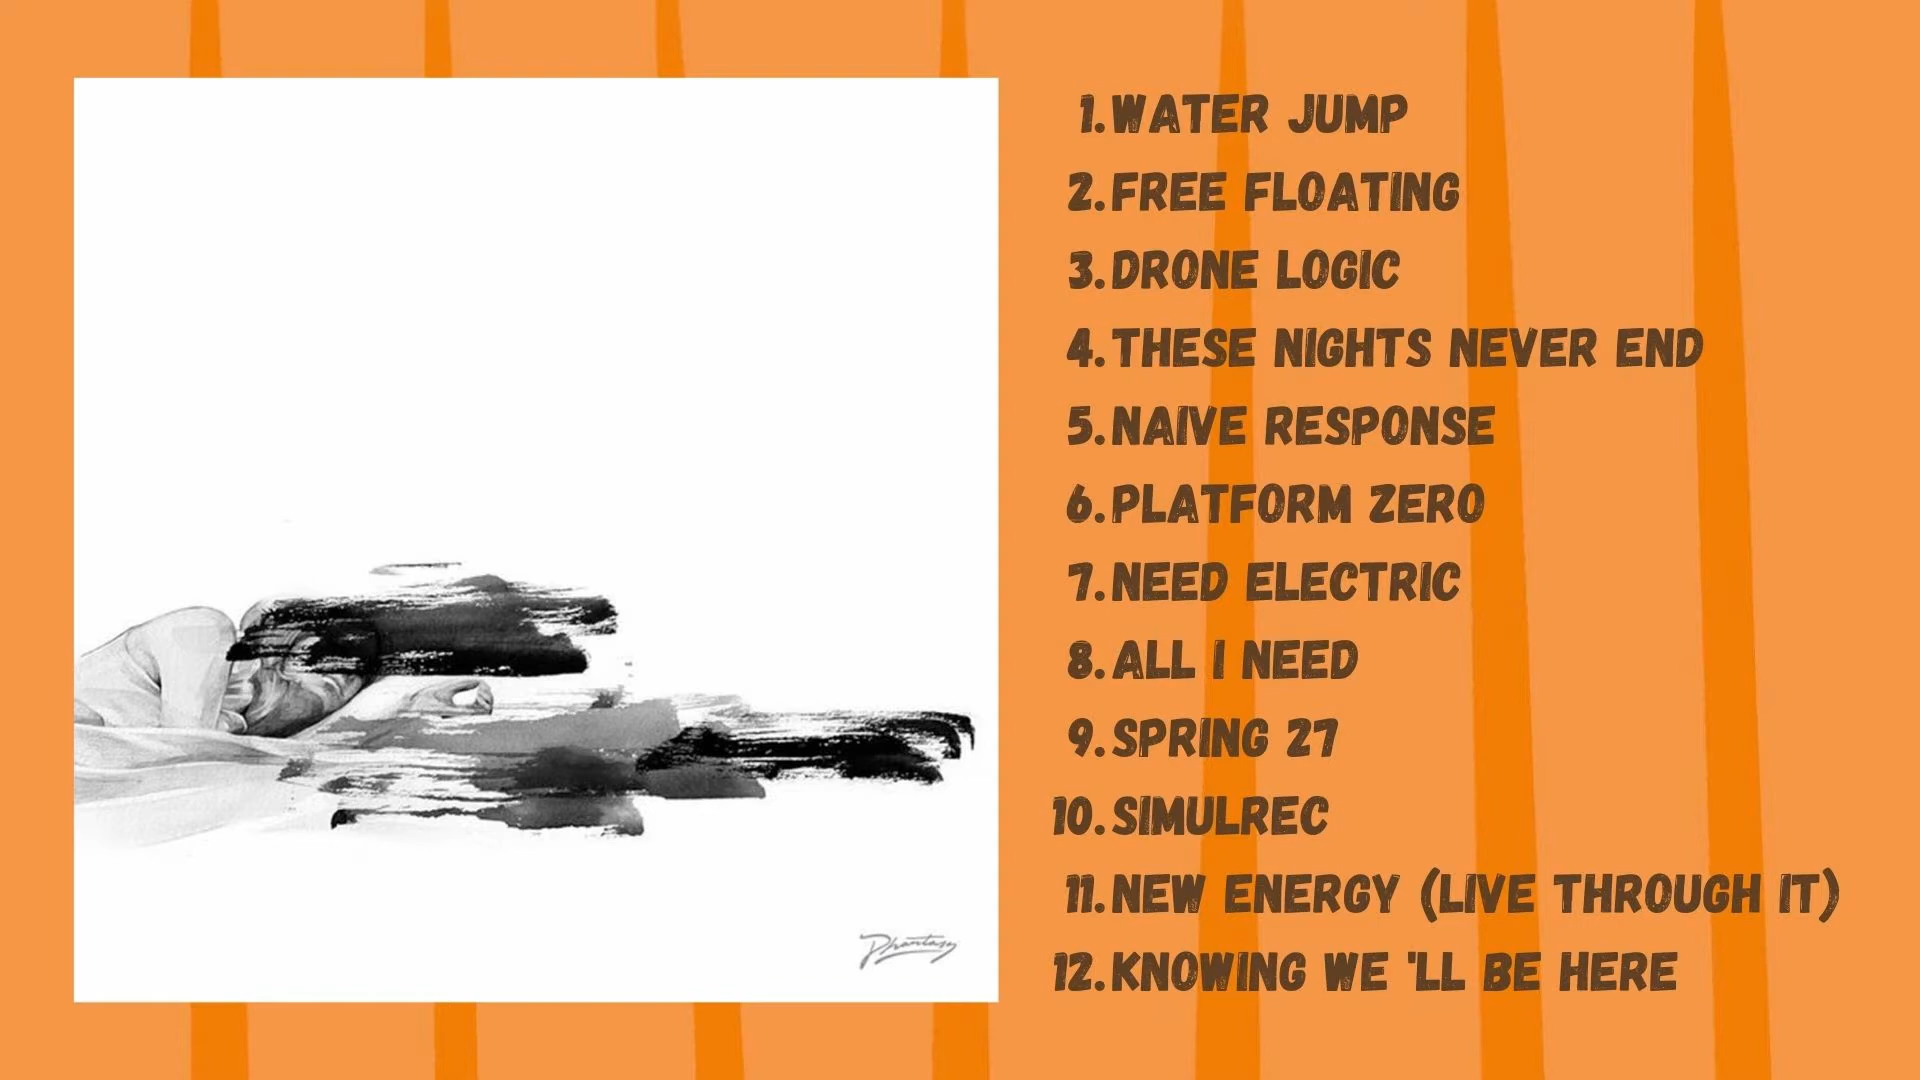 1. WATER JUMP
2. FREE FLOATING
3. DRONE LOGIC
4. THESE NIGHTS NEVER END
5. NAIVE RESPONSE
6. PLATFORM ZERO
7. NEED ELECTRIC
8. ALL I NEED
9. SPRING 27
10. SIMULREC
11. NEW ENERGY (LIVE THROUGH IT)
12. KNOWING WE 'LL BE HERE
Phantasy